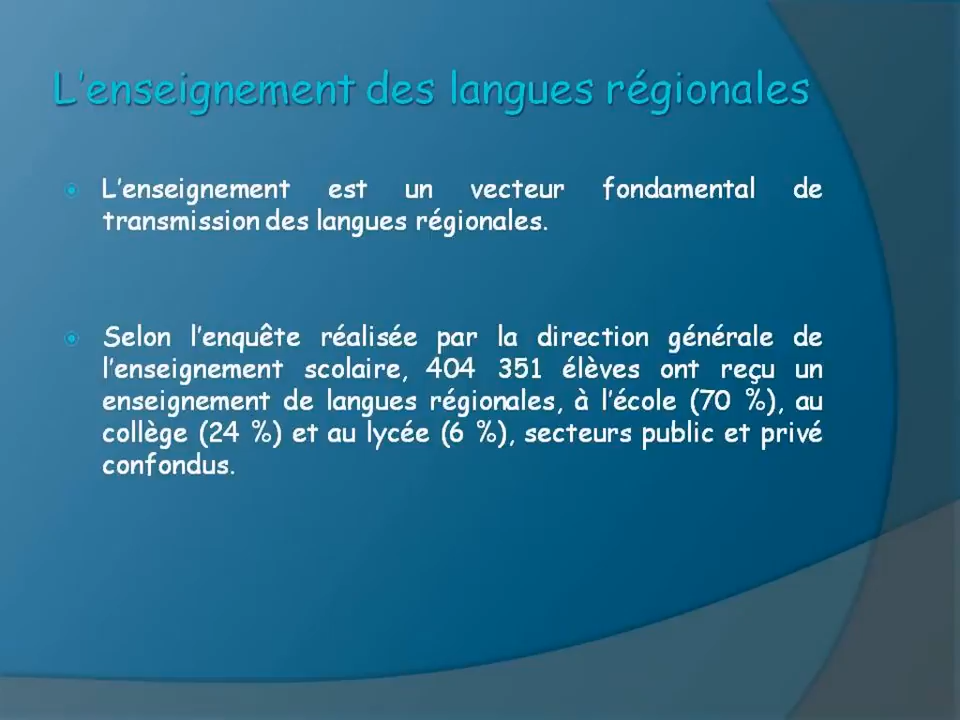 L'enseignement des langues régionales
L'enseignement est un vecteur fondamental de
transmission des langues régionales.
Selon l'enquête réalisée par la direction générale de
l'enseignement scolaire, 404 351 élèves ont reçu un
enseignement de langues régionales, à l'école (70 %), au
collège (24 %) et au lycée (6 %), secteurs public et privé
confondus.